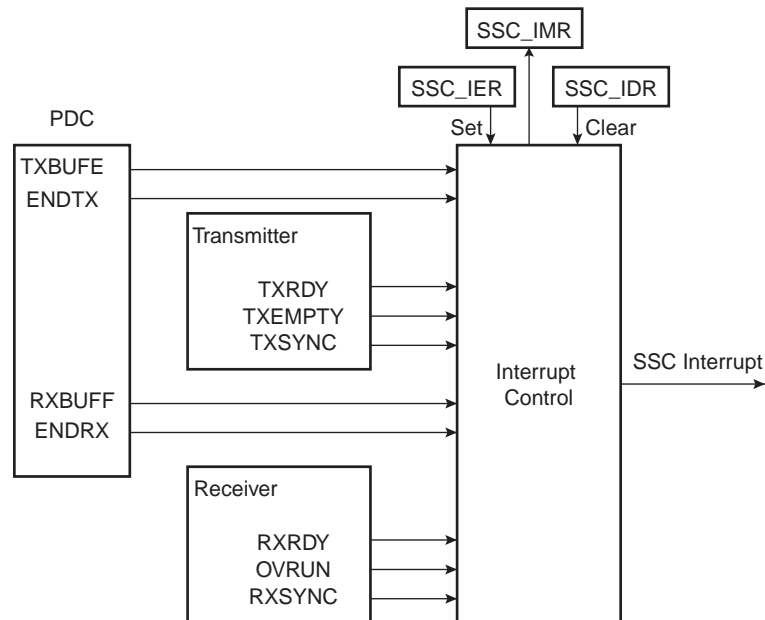 SSC_IMR
SSC_IER
SSC_IDR
PDC
Set
Clear
TXBUFE
ENDTX
Transmitter
TXRDY
TXEMPTY
TXSYNC
RXBUFF
ENDRX
Interrupt
Control
SSC Interrupt
Receiver
RXRDY
OVRUN
RXSYNC